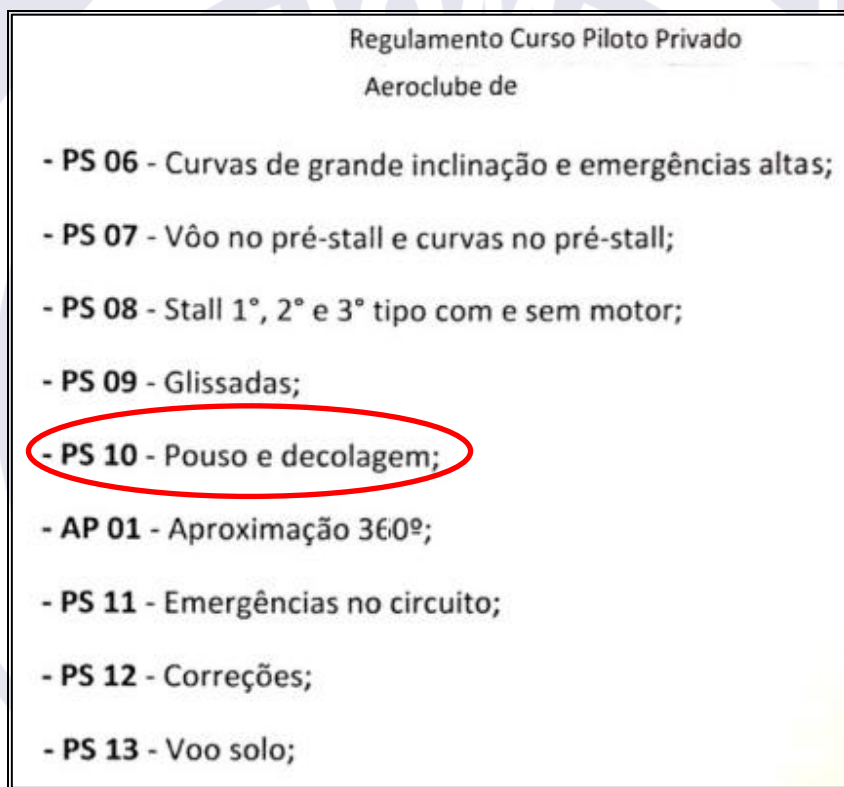 Regulamento Curso Piloto Privado
Aeroclube de
- PS 06 - Curvas de grande inclinação e emergências altas;
- PS 07 - Vôo no pré-stall e curvas no pré-stall;
- PS 08 - Stall 1°, 2° e 3° tipo com e sem motor;
- PS 09 - Glissadas;
- PS 10 - Pouso e decolagem;
- AP 01 - Aproximação 360º;
- PS 11 - Emergências no circuito;
- PS 12 - Correções;
- PS 13 - Voo solo;